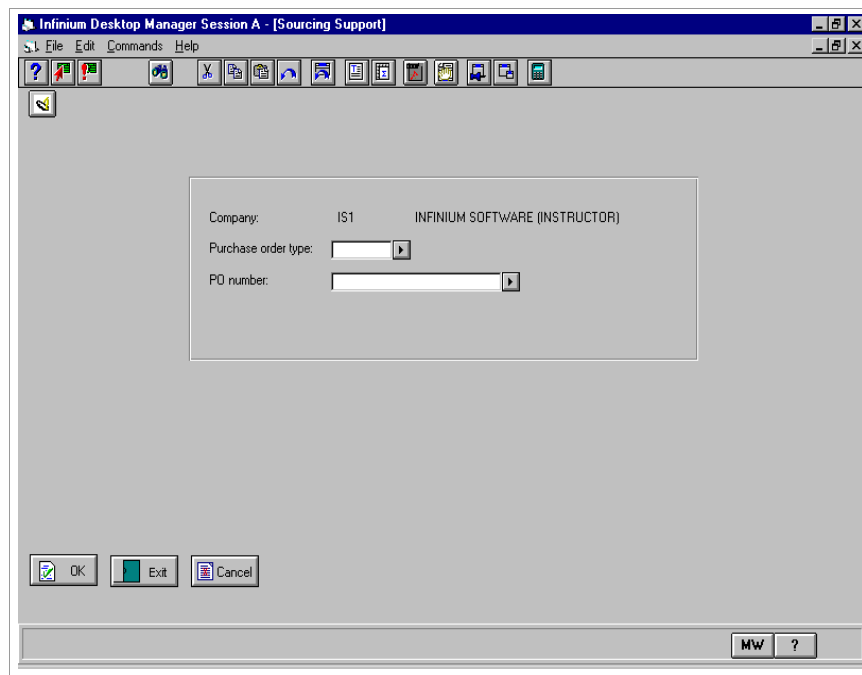 Infinium Desktop Manager Session A - [Sourcing Support]
File Edit Commands Help
Company: IS1 INFINIUM SOFTWARE (INSTRUCTOR)
Purchase order type:
PO number:
OK Exit Cancel
MW ?